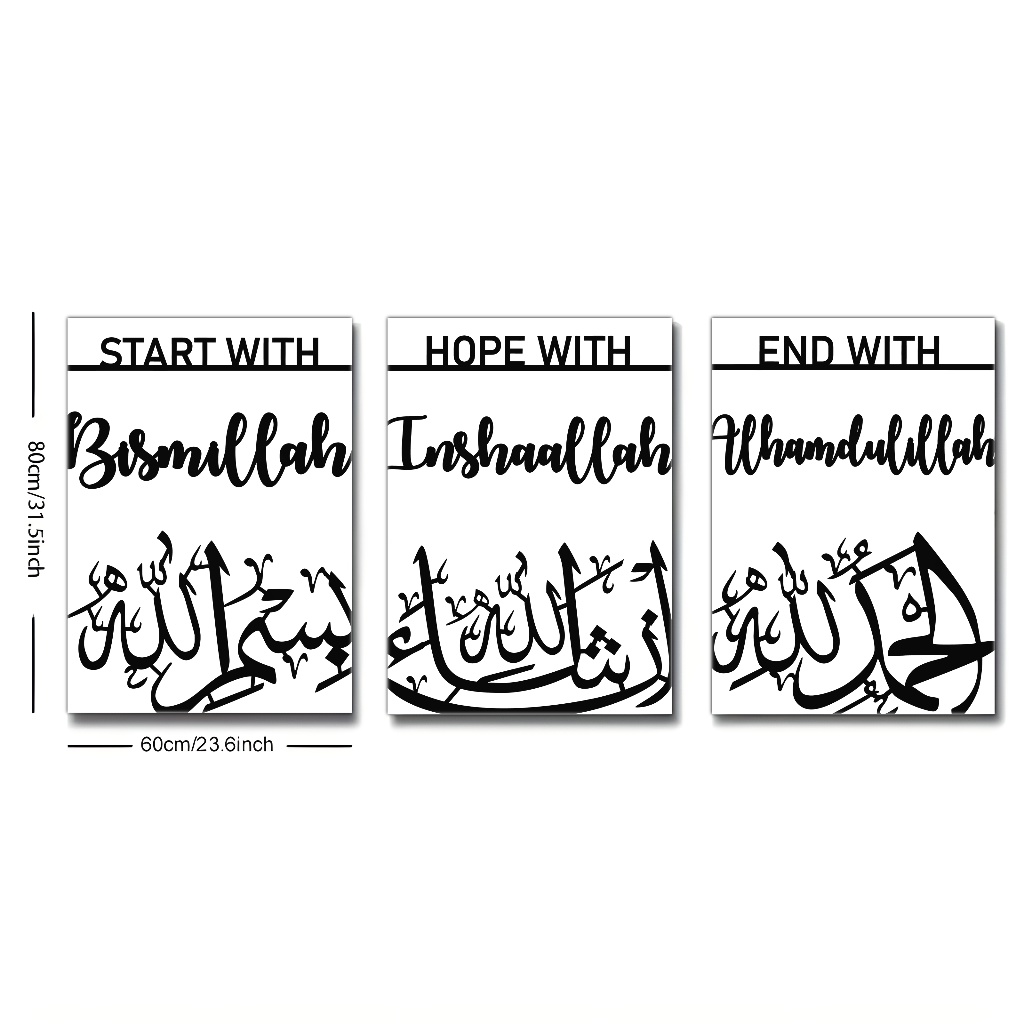 START WITH
Bismillah
بسم الله
HOPE WITH
Inshaallah
إن شاء الله
END WITH
Alhamdulillah
الحمد لله
80cm/31.5inch
60cm/23.6inch